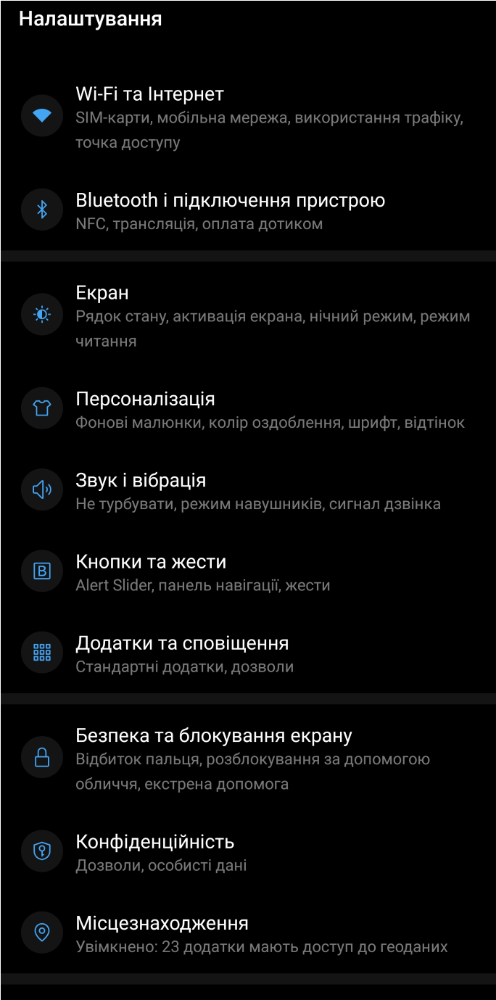 Налаштування
Wi-Fi та Інтернет
SIM-карти, мобільна мережа, використання трафіку,
точка доступу
Bluetooth і підключення пристрою
NFC, трансляція, оплата дотиком
Екран
Рядок стану, активація екрана, нічний режим, режим
читання
Персоналізація
Фонові малюнки, колір оздоблення, шрифт, відтінок
Звук і вібрація
Не турбувати, режим навушників, сигнал дзвінка
Кнопки та жести
Alert Slider, панель навігації, жести
Додатки та сповіщення
Стандартні додатки, дозволи
Безпека та блокування екрану
Відбиток пальця, розблокування за допомогою
обличчя, екстрена допомога
Конфіденційність
Дозволи, особисті дані
Місцезнаходження
Увімкнено: 23 додатки мають доступ до геоданих